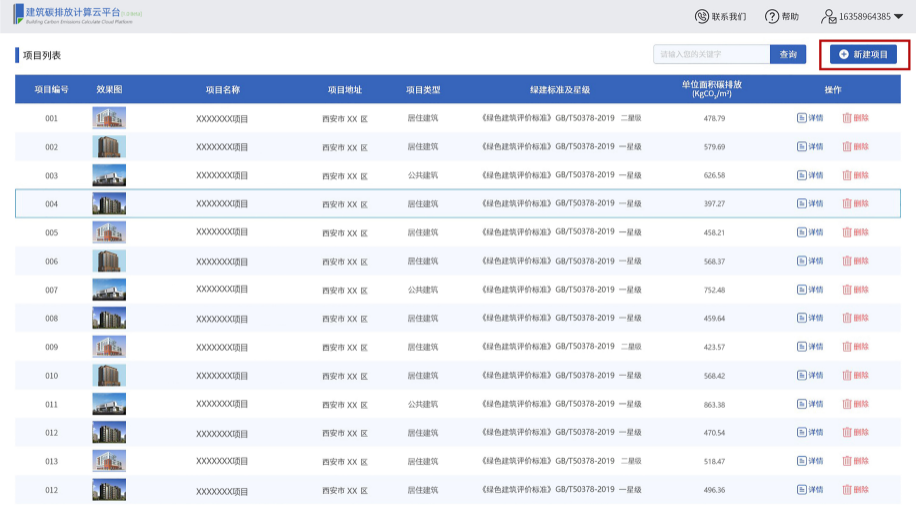 建筑碳排放计算云平台
Building Carbon Emissions Calculate Cloud Platform
联系我们 帮助 16358964385
项目列表 请输入您的关键字 查询 新建项目
项目编号 效果图 项目名称 项目地址 项目类型 绿建标准及星级 单位面积碳排放 (KgCO₂/m²) 操作
001 XXXXXXX项目 西安市 XX 区 居住建筑 《绿色建筑评价标准》GB/T50378-2019 二星级 478.79 详情 删除
002 XXXXXXX项目 西安市 XX 区 居住建筑 《绿色建筑评价标准》GB/T50378-2019 一星级 579.69 详情 删除
003 XXXXXXX项目 西安市 XX 区 公共建筑 《绿色建筑评价标准》GB/T50378-2019 一星级 626.58 详情 删除
004 XXXXXXX项目 西安市 XX 区 居住建筑 《绿色建筑评价标准》GB/T50378-2019 一星级 397.27 详情 删除
005 XXXXXXX项目 西安市 XX 区 居住建筑 《绿色建筑评价标准》GB/T50378-2019 一星级 458.21 详情 删除
006 XXXXXXX项目 西安市 XX 区 居住建筑 《绿色建筑评价标准》GB/T50378-2019 一星级 568.37 详情 删除
007 XXXXXXX项目 西安市 XX 区 公共建筑 《绿色建筑评价标准》GB/T50378-2019 一星级 752.48 详情 删除
008 XXXXXXX项目 西安市 XX 区 居住建筑 《绿色建筑评价标准》GB/T50378-2019 一星级 459.64 详情 删除
009 XXXXXXX项目 西安市 XX 区 居住建筑 《绿色建筑评价标准》GB/T50378-2019 二星级 423.57 详情 删除
010 XXXXXXX项目 西安市 XX 区 居住建筑 《绿色建筑评价标准》GB/T50378-2019 一星级 568.42 详情 删除
011 XXXXXXX项目 西安市 XX 区 公共建筑 《绿色建筑评价标准》GB/T50378-2019 一星级 863.38 详情 删除
012 XXXXXXX项目 西安市 XX 区 居住建筑 《绿色建筑评价标准》GB/T50378-2019 一星级 470.54 详情 删除
013 XXXXXXX项目 西安市 XX 区 居住建筑 《绿色建筑评价标准》GB/T50378-2019 二星级 518.47 详情 删除
012 XXXXXXX项目 西安市 XX 区 居住建筑 《绿色建筑评价标准》GB/T50378-2019 一星级 496.36 详情 删除